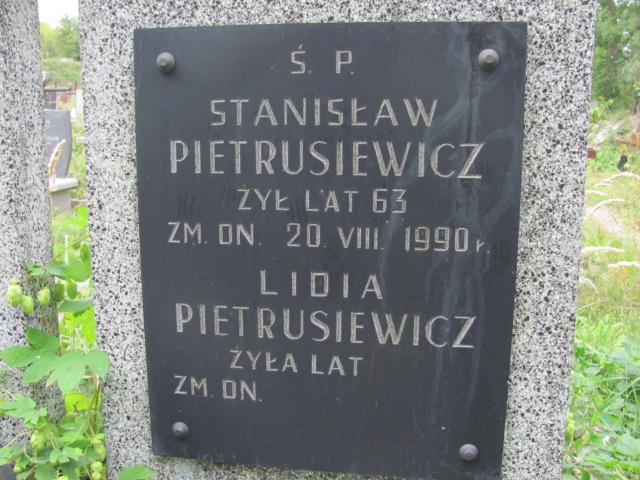 Ś. P.
STANISŁAW
PIETRUSIEWICZ
ŻYŁ LAT 63
ZM. DN. 20. VIII. 1990 r.
LIDIA
PIETRUSIEWICZ
ŻYŁA LAT
ZM. DN.